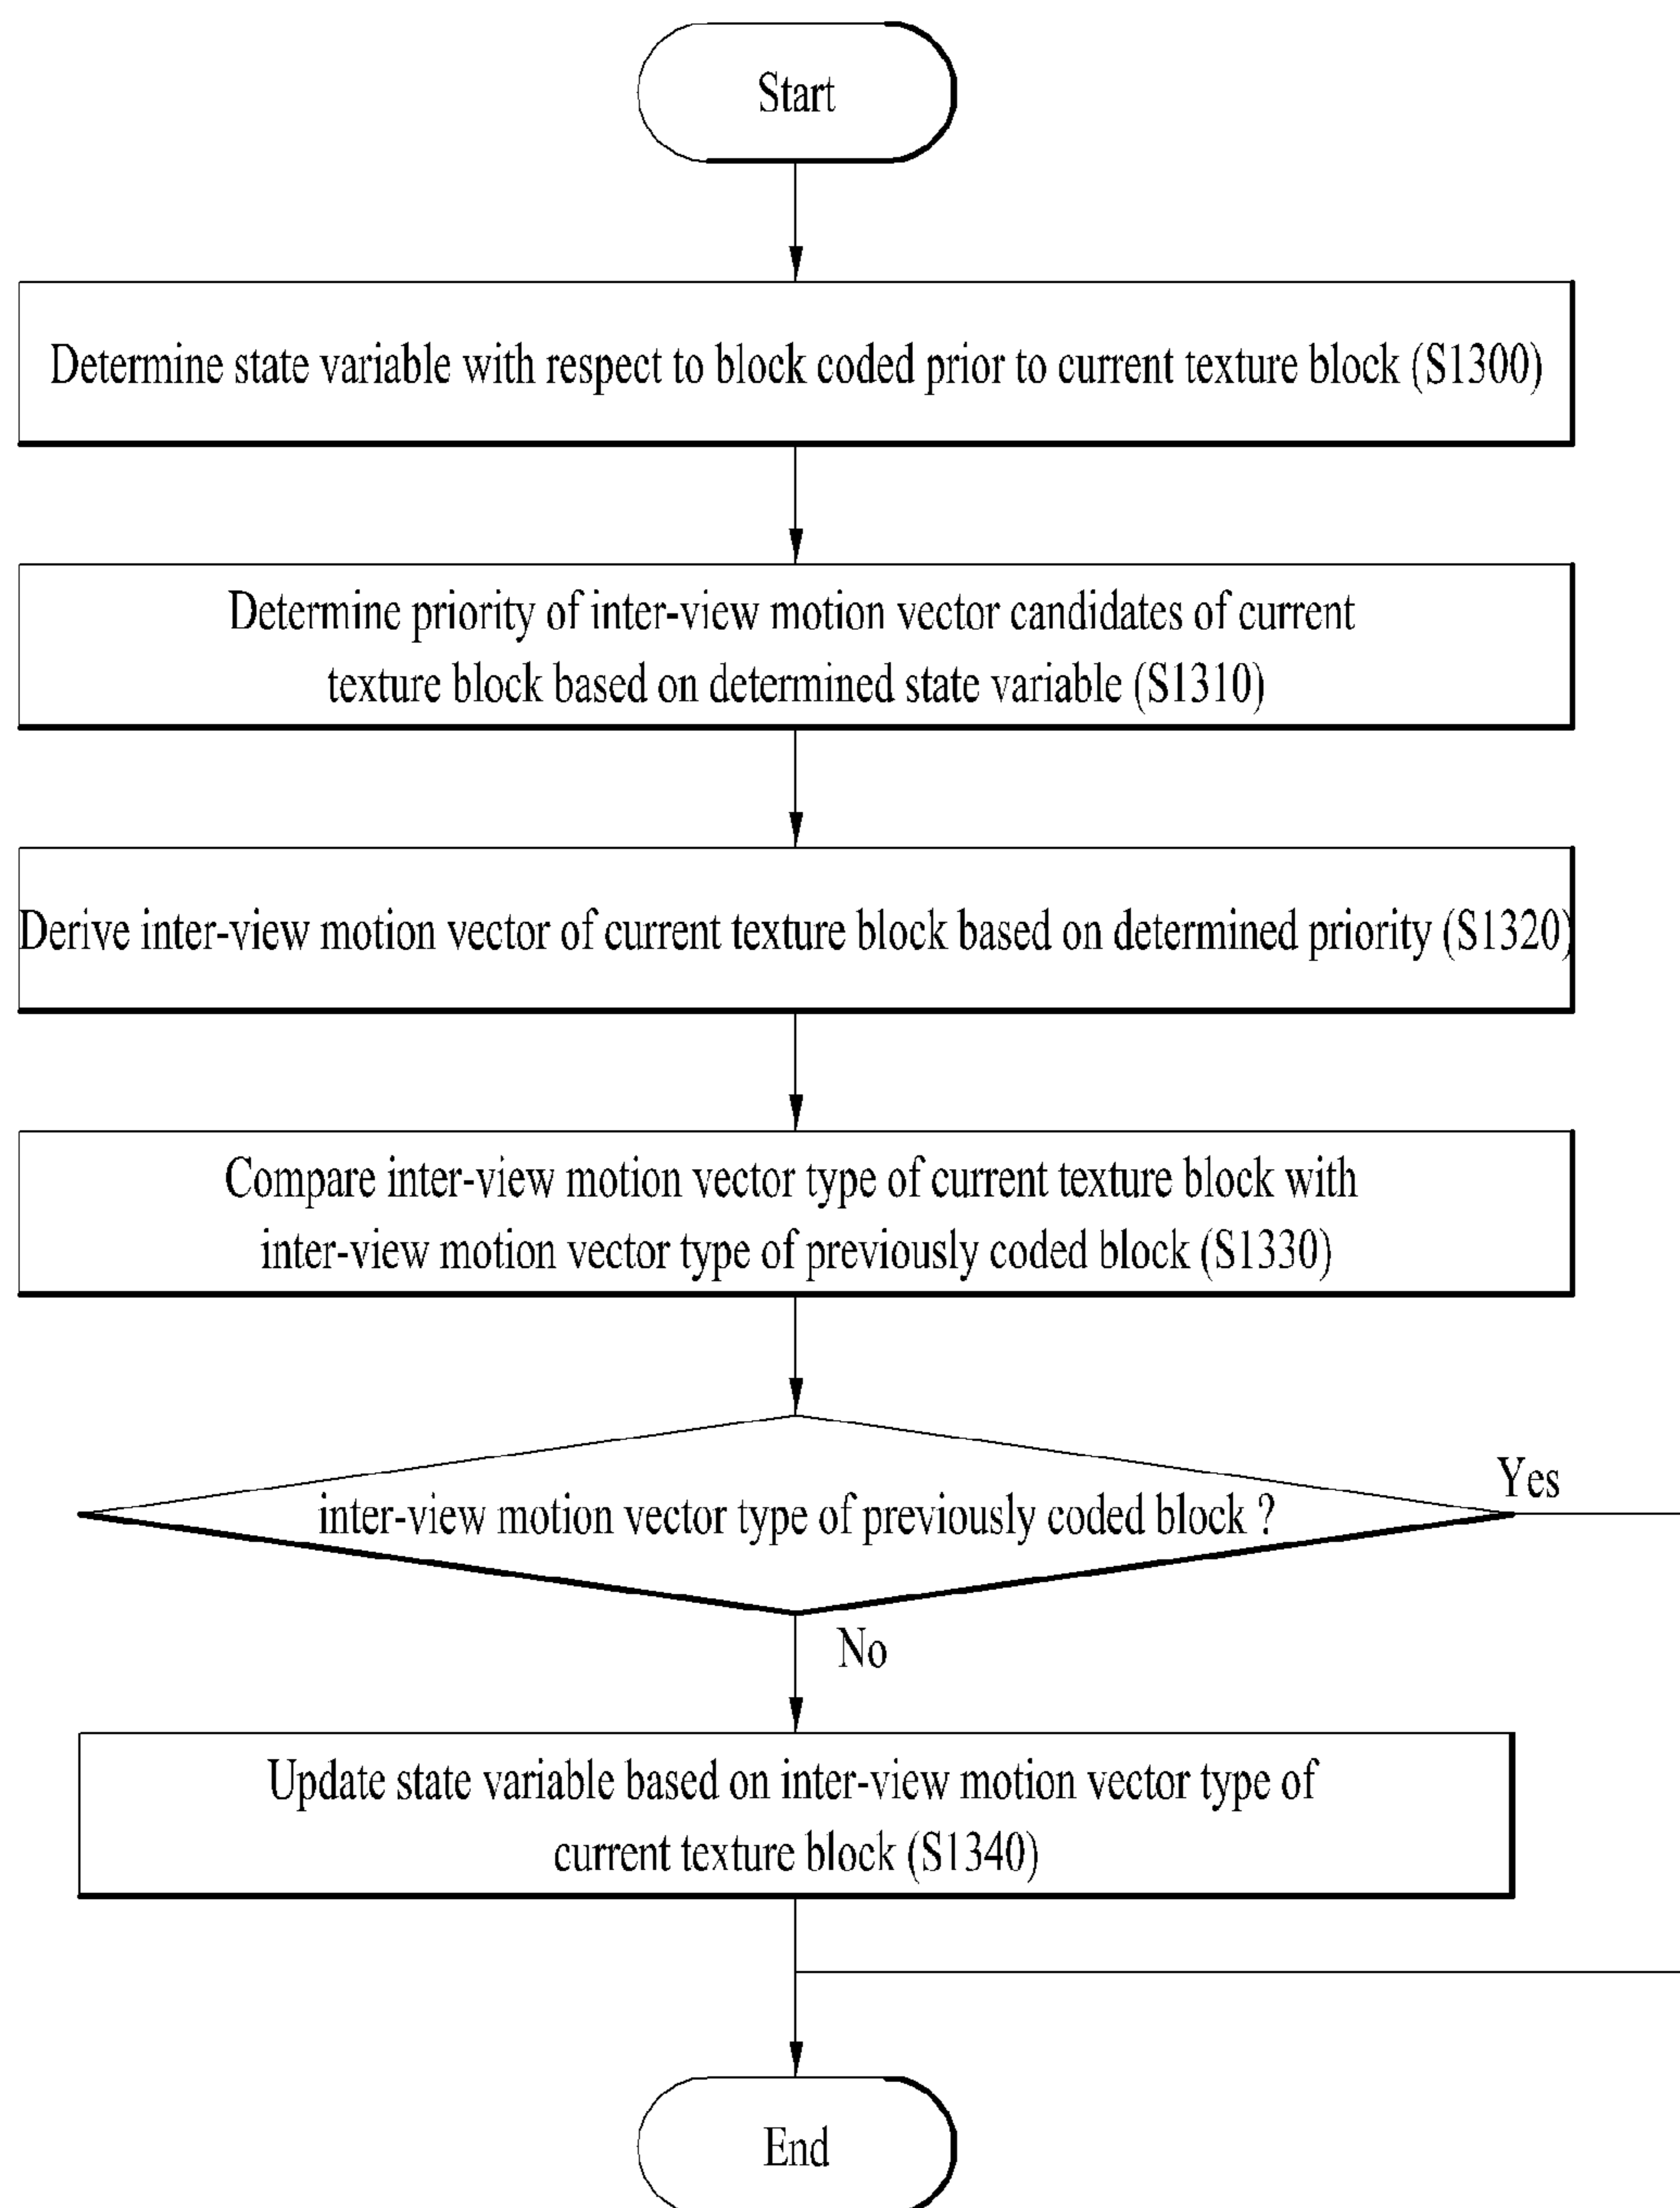 Start
Determine state variable with respect to block coded prior to current texture block (S1300)
Determine priority of inter-view motion vector candidates of current
texture block based on determined state variable (S1310)
Derive inter-view motion vector of current texture block based on determined priority (S1320)
Compare inter-view motion vector type of current texture block with
inter-view motion vector type of previously coded block (S1330)
Yes
inter-view motion vector type of previously coded block ?
No
Update state variable based on inter-view motion vector type of
current texture block (S1340)
End